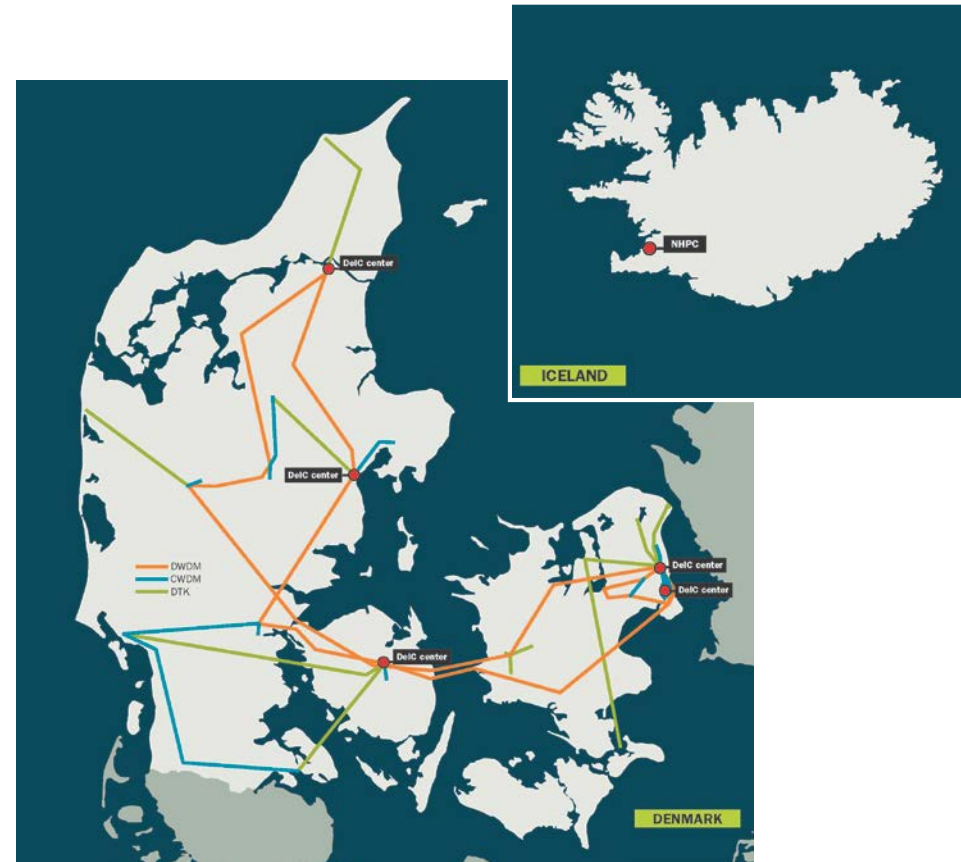 NHPC
ICELAND
DeIC center
DeIC center
DWDM
CWDM
DTK
DeIC center
DeIC center
DeIC center
DENMARK